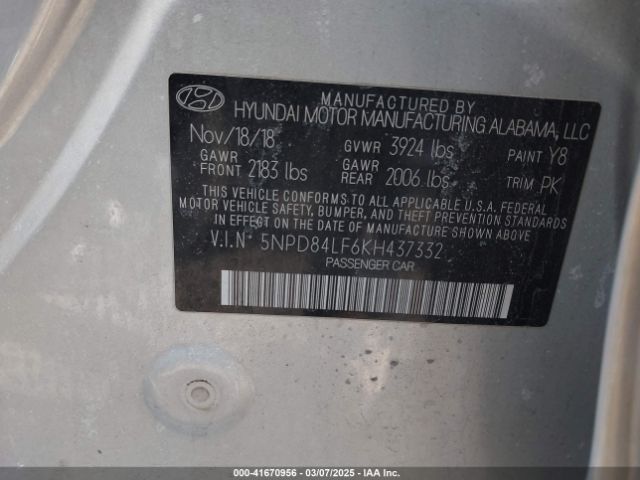 MANUFACTURED BY
HYUNDAI MOTOR MANUFACTURING ALABAMA, LLC
Nov/18/18 GVWR 3924 lbs PAINT Y8
GAWR FRONT 2183 lbs GAWR REAR 2006 lbs TRIM PK
THIS VEHICLE CONFORMS TO ALL APPLICABLE U.S.A. FEDERAL
MOTOR VEHICLE SAFETY, BUMPER, AND THEFT PREVENTION STANDARDS
IN EFFECT ON THE DATE OF MANUFACTURE SHOWN ABOVE
V.I.N° 5NPD84LF6KH437332
PASSENGER CAR
000-41670956 — 03/07/2025 — IAA Inc.